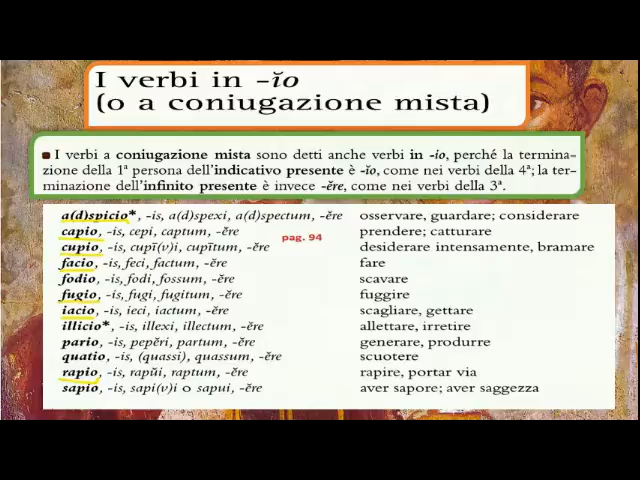 I verbi in –ĭo
(o a coniugazione mista)
I verbi a coniugazione mista sono detti anche verbi in -io, perché la termina-
zione della 1ª persona dell'indicativo presente è -ĭo, come nei verbi della 4ª; la ter-
minazione dell'infinito presente è invece -ĕre, come nei verbi della 3ª.
a(d)spicio*, -is, a(d)spexi, a(d)spectum, -ĕre osservare, guardare; considerare
capio, -is, cepi, captum, -ĕre prendere; catturare
pag. 94
cupio, -is, cupī(v)i, cupītum, -ĕre desiderare intensamente, bramare
facio, -is, feci, factum, -ĕre fare
fodio, -is, fodi, fossum, -ĕre scavare
fugio, -is, fugi, fugitum, -ĕre fuggire
iacio, -is, ieci, iactum, -ĕre scagliare, gettare
illicio*, -is, illexi, illectum, -ĕre allettare, irretire
pario, -is, pepĕri, partum, -ĕre generare, produrre
quatio, -is, (quassi), quassum, -ĕre scuotere
rapio, -is, rapŭi, raptum, -ĕre rapire, portar via
sapio, -is, sapi(v)i o sapui, -ĕre aver sapore; aver saggezza